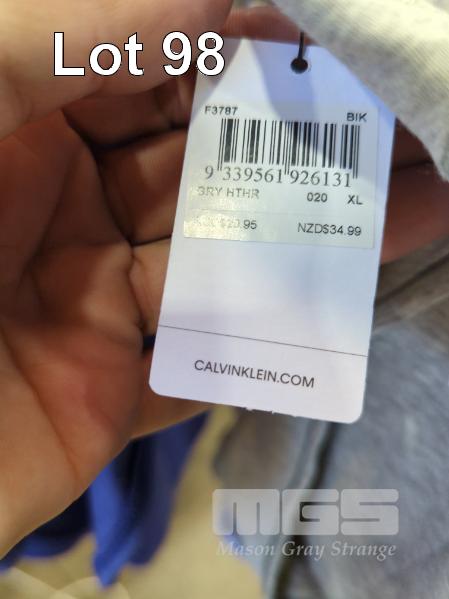 Lot 98
F3787 BIK
9 339561 926131
GRY HTHR 020 XL
NZD$34.99
CALVINKLEIN.COM
MGS
Mason Gray Strange